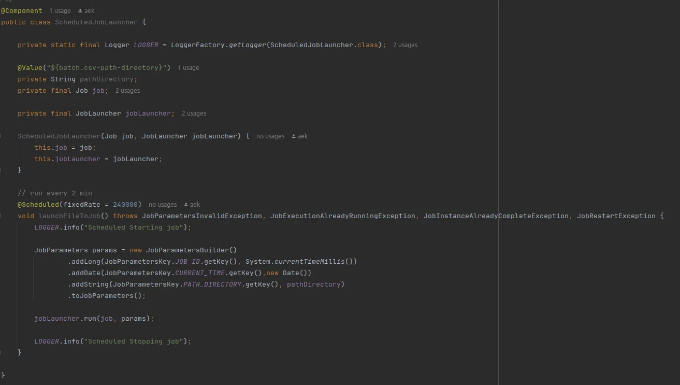 @Component 1 usage aek
public class ScheduledJobLauncher {
private static final Logger LOGGER = LoggerFactory.getLogger(ScheduledJobLauncher.class); 2 usages
@Value("${batch.csv-path-directory}") 1 usage
private String pathDirectory;
private final Job job; 2 usages
private final JobLauncher jobLauncher; 2 usages
ScheduledJobLauncher(Job job, JobLauncher jobLauncher) { no usages aek
this.job = job;
this.jobLauncher = jobLauncher;
}
// run every 2 min
@Scheduled(fixedRate = 240000) no usages aek
void launchFileToJob() throws JobParametersInvalidException, JobExecutionAlreadyRunningException, JobInstanceAlreadyCompleteException, JobRestartException {
LOGGER.info("Scheduled Starting job");
JobParameters params = new JobParametersBuilder()
.addLong(JobParametersKey.JOB_ID.getKey(), System.currentTimeMillis())
.addDate(JobParametersKey.CURRENT_TIME.getKey(),new Date())
.addString(JobParametersKey.PATH_DIRECTORY.getKey(), pathDirectory)
.toJobParameters();
jobLauncher.run(job, params);
LOGGER.info("Scheduled Stopping job");
}
}